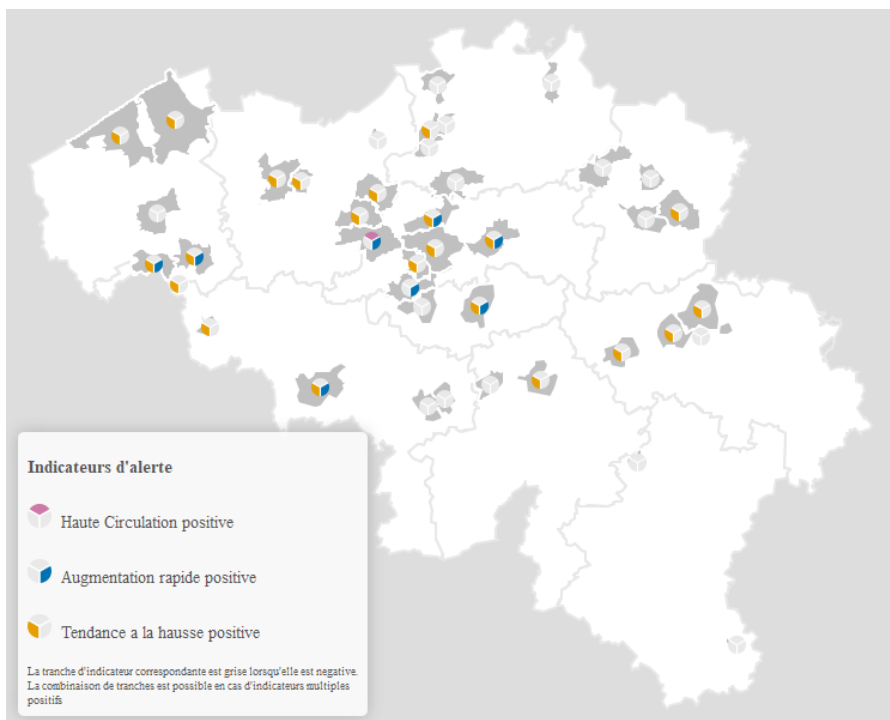 Indicateurs d'alerte
Haute Circulation positive
Augmentation rapide positive
Tendance a la hausse positive
La tranche d'indicateur correspondante est grise lorsqu'elle est negative.
La combinaison de tranches est possible en cas d'indicateurs multiples
positifs